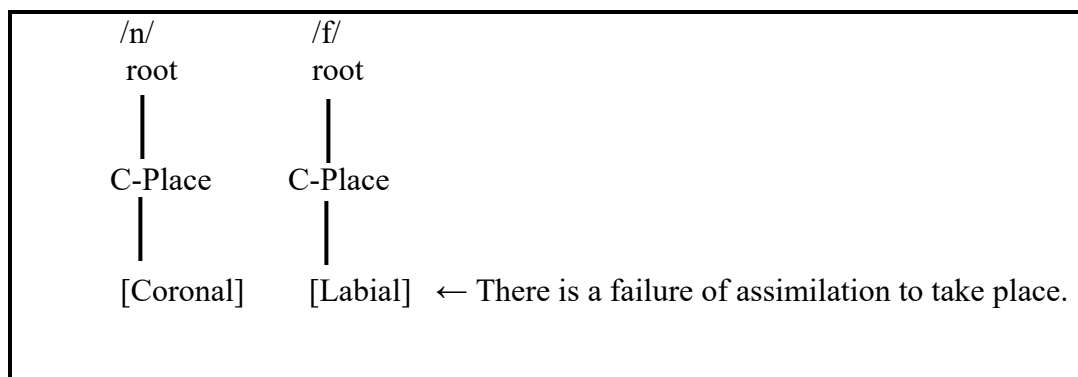 /n/ /f/
root root
C-Place C-Place
[Coronal] [Labial] ← There is a failure of assimilation to take place.